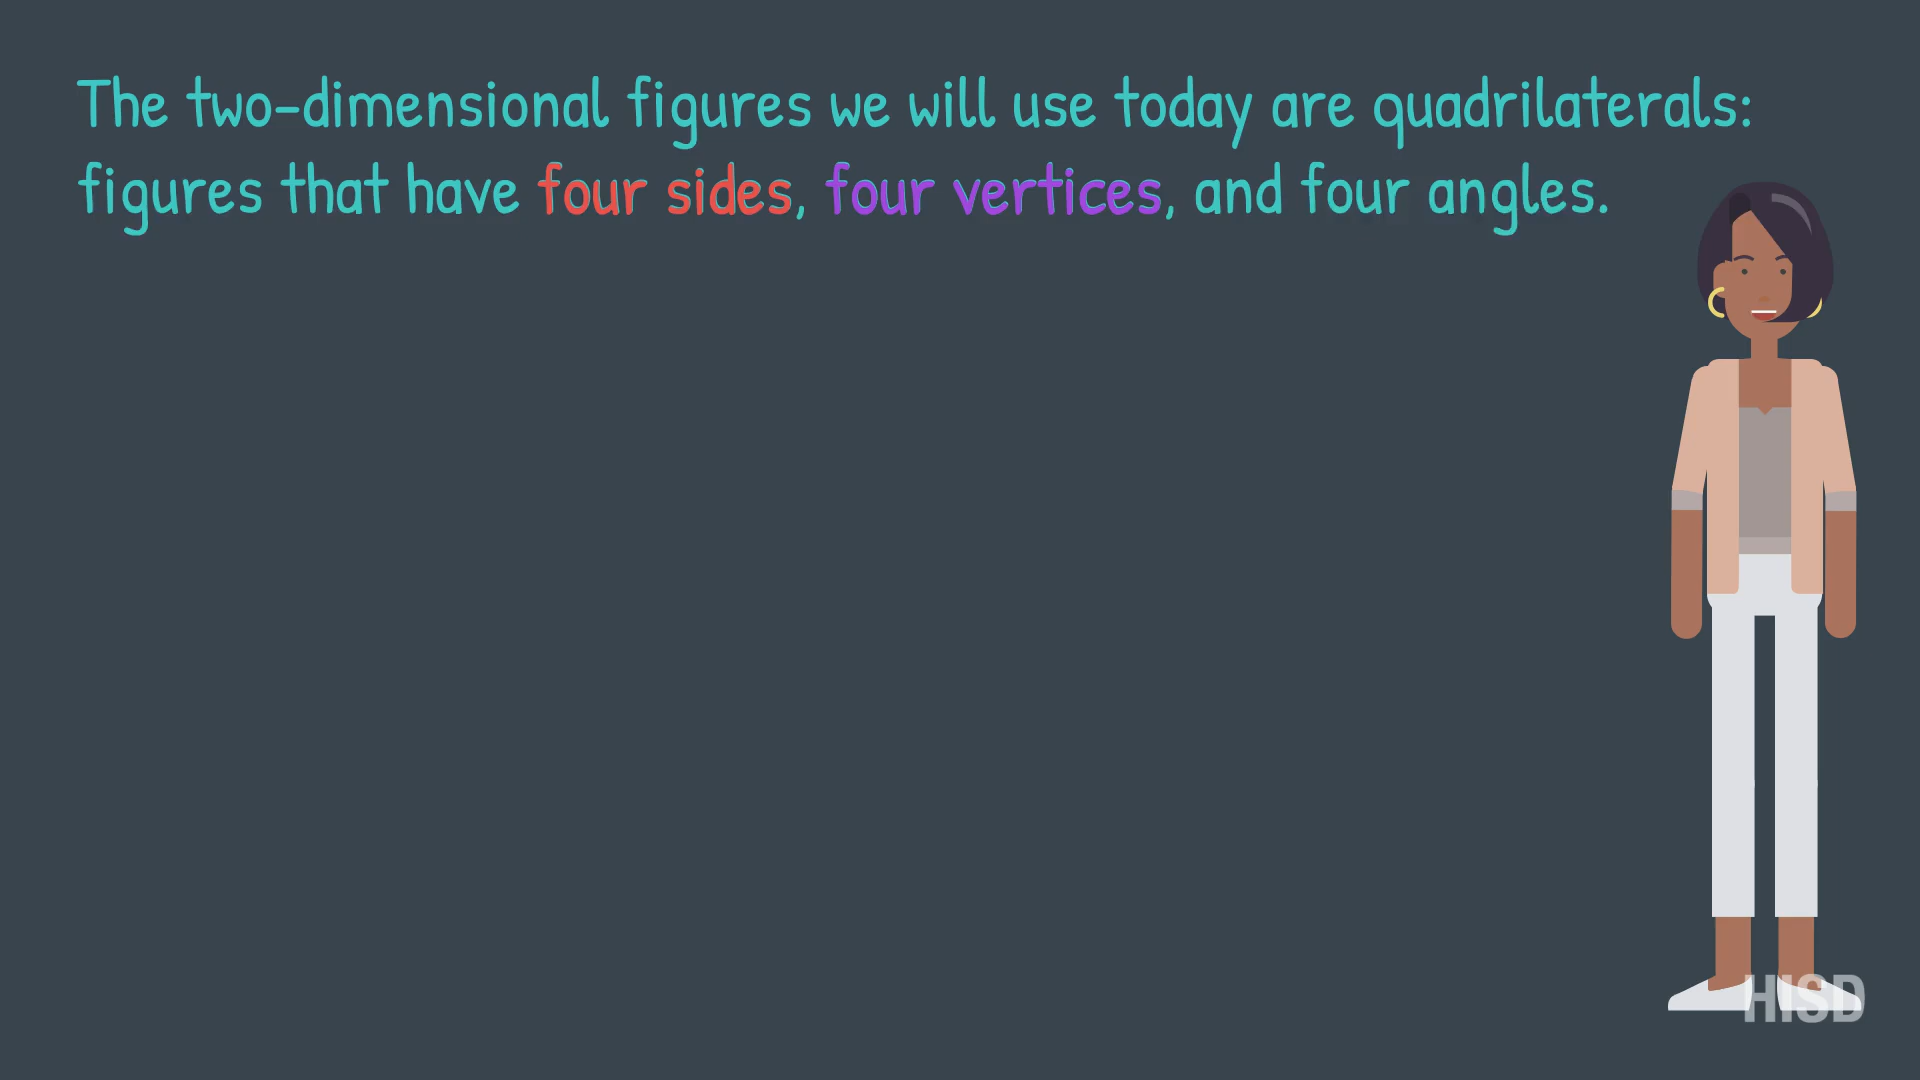 The two-dimensional figures we will use today are quadrilaterals:
figures that have four sides, four vertices, and four angles.
HISD